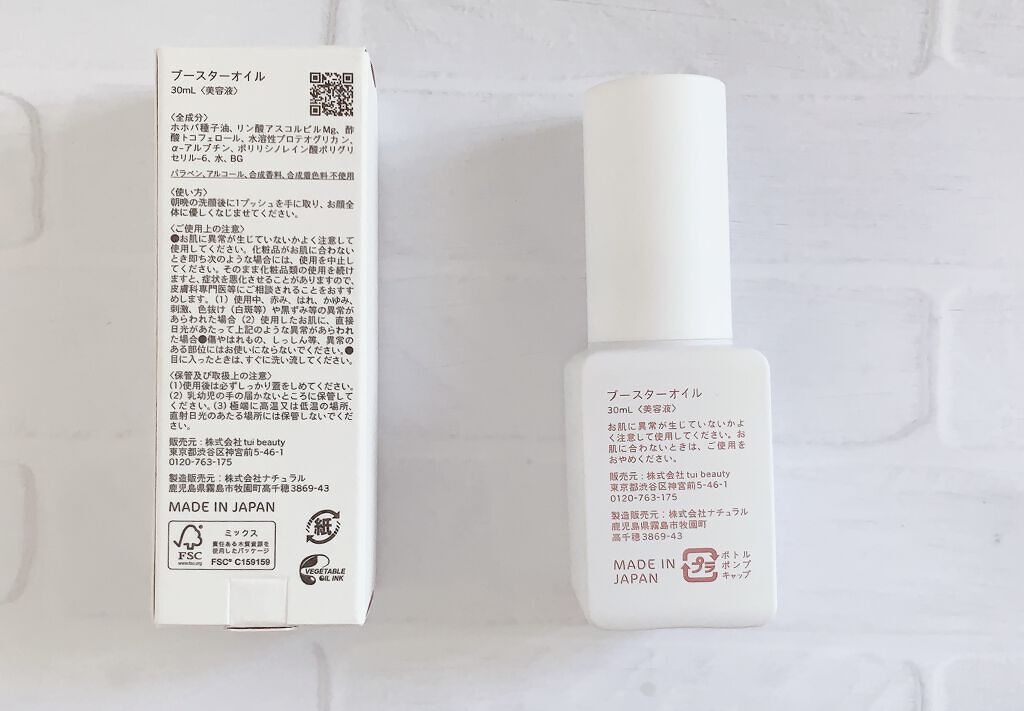 ブースターオイル
30mL〈美容液〉
〈全成分〉
ホホバ種子油、リン酸アスコルビルMg、酢
酸トコフェロール、水溶性プロテオグリカン、
α-アルブチン、ポリリシノレイン酸ポリグリ
セリル-6、水、BG
パラベン、アルコール、合成香料、合成着色料 不使用
〈使い方〉
朝晩の洗顔後に1プッシュを手に取り、お顔全
体に優しくなじませてください。
〈ご使用上の注意〉
●お肌に異常が生じていないかよく注意して
使用してください。化粧品がお肌に合わない
とき即ち次のような場合には、使用を中止し
てください。そのまま化粧品類の使用を続け
ますと、症状を悪化させることがありますので、
皮膚科専門医等にご相談されることをおすす
めします。(1) 使用中、赤み、はれ、かゆみ、
刺激、色抜け（白斑等）や黒ずみ等の異常が
あらわれた場合 (2) 使用したお肌に、直接
日光があたって上記のような異常があらわれ
た場合●傷やはれもの、しっしん等、異常の
ある部位にはお使いにならないでください。●
目に入ったときは、すぐに洗い流してください。
〈保管及び取扱上の注意〉
(1)使用後は必ずしっかり蓋をしめてください。
(2) 乳幼児の手の届かないところに保管して
ください。(3) 極端に高温又は低温の場所、
直射日光のあたる場所には保管しないでくだ
さい。
販売元：株式会社 tui beauty
東京都渋谷区神宮前5-46-1
0120-763-175
製造販売元：株式会社ナチュラル
鹿児島県霧島市牧園町高千穂3869-43
MADE IN JAPAN
FSC
www.fsc.org
ミックス
責任ある木質資源を
使用したパッケージ
FSC® C159159
紙
VEGETABLE
OIL INK
ブースターオイル
30mL〈美容液〉
お肌に異常が生じていないかよ
く注意して使用してください。お
肌に合わないときは、ご使用を
おやめください。
販売元：株式会社 tui beauty
東京都渋谷区神宮前5-46-1
0120-763-175
製造販売元：株式会社ナチュラル
鹿児島県霧島市牧園町
高千穂3869-43
MADE IN
JAPAN
プラ
ボトル
ポンプ
キャップ